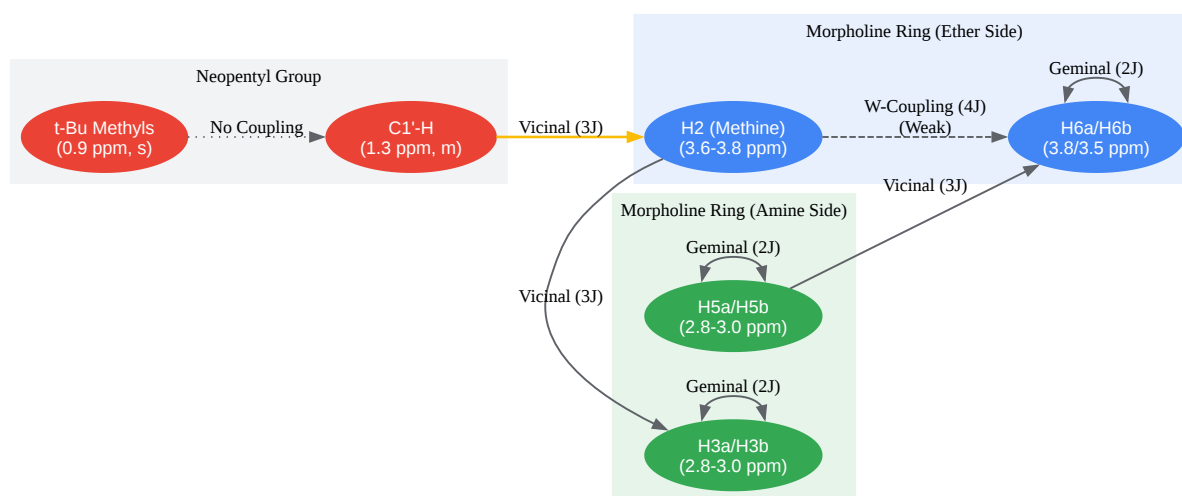 Morpholine Ring (Ether Side)
Neopentyl Group
Geminal (2J)
t-Bu Methyls
(0.9 ppm, s)
No Coupling
C1'-H
(1.3 ppm, m)
Vicinal (3J)
H2 (Methine)
(3.6-3.8 ppm)
W-Coupling (4J)
(Weak)
H6a/H6b
(3.8/3.5 ppm)
Vicinal (3J)
Morpholine Ring (Amine Side)
Geminal (2J)
Vicinal (3J)
H5a/H5b
(2.8-3.0 ppm)
Geminal (2J)
H3a/H3b
(2.8-3.0 ppm)